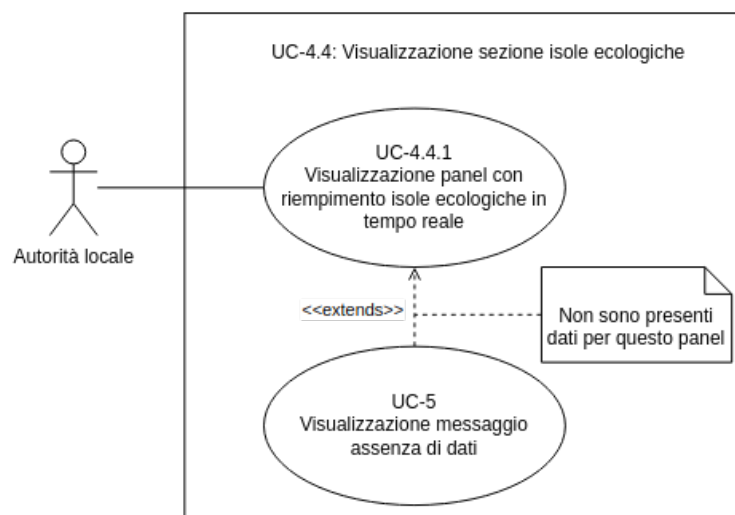 UC-4.4: Visualizzazione sezione isole ecologiche
UC-4.4.1
Visualizzazione panel con
riempimento isole ecologiche in
tempo reale
Autorità locale
<<extends>>
Non sono presenti
dati per questo panel
UC-5
Visualizzazione messaggio
assenza di dati